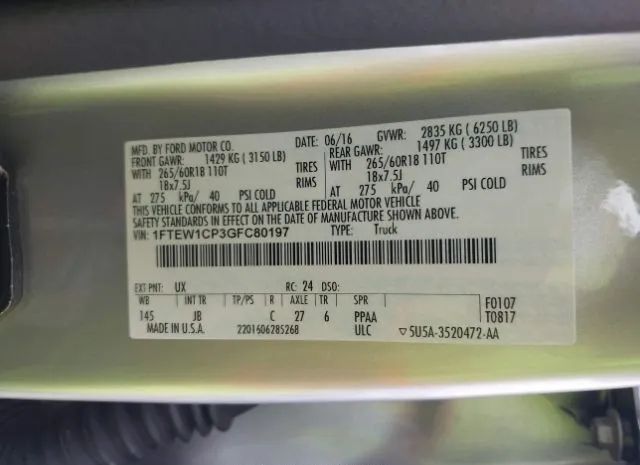 MFD. BY FORD MOTOR CO.
DATE: 06/16 GVWR: 2835 KG ( 6250 LB)
FRONT GAWR: 1429 KG ( 3150 LB) REAR GAWR: 1497 KG ( 3300 LB)
WITH 265/60R18 110T TIRES WITH 265/60R18 110T TIRES
18x7.5J RIMS 18x7.5J RIMS
AT 275 kPa/ 40 PSI COLD AT 275 kPa/ 40 PSI COLD
THIS VEHICLE CONFORMS TO ALL APPLICABLE FEDERAL MOTOR VEHICLE
SAFETY STANDARDS IN EFFECT ON THE DATE OF MANUFACTURE SHOWN ABOVE.
VIN: 1FTEW1CP3GFC80197 TYPE: Truck
EXT PNT: UX RC: 24 DSO:
WB INT TR TP/PS R AXLE TR SPR F0107
145 JB C 27 6 PPAA T0817
MADE IN U.S.A. 2201606285268 ULC ▽5U5A-3520472-AA